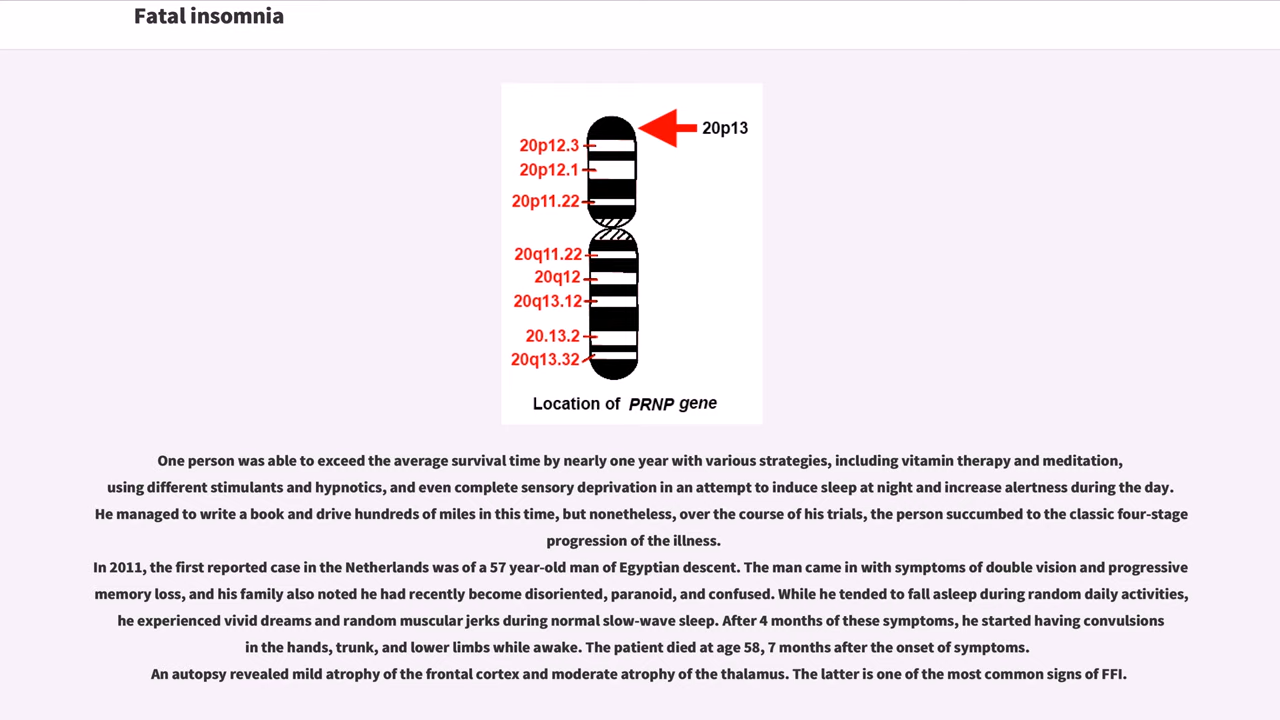 Fatal insomnia
20p13
20p12.3
20p12.1
20p11.22
20q11.22
20q12
20q13.12
20.13.2
20q13.32
Location of PRNP gene
One person was able to exceed the average survival time by nearly one year with various strategies, including vitamin therapy and meditation,
using different stimulants and hypnotics, and even complete sensory deprivation in an attempt to induce sleep at night and increase alertness during the day.
He managed to write a book and drive hundreds of miles in this time, but nonetheless, over the course of his trials, the person succumbed to the classic four-stage
progression of the illness.
In 2011, the first reported case in the Netherlands was of a 57 year-old man of Egyptian descent. The man came in with symptoms of double vision and progressive
memory loss, and his family also noted he had recently become disoriented, paranoid, and confused. While he tended to fall asleep during random daily activities,
he experienced vivid dreams and random muscular jerks during normal slow-wave sleep. After 4 months of these symptoms, he started having convulsions
in the hands, trunk, and lower limbs while awake. The patient died at age 58, 7 months after the onset of symptoms.
An autopsy revealed mild atrophy of the frontal cortex and moderate atrophy of the thalamus. The latter is one of the most common signs of FFI.